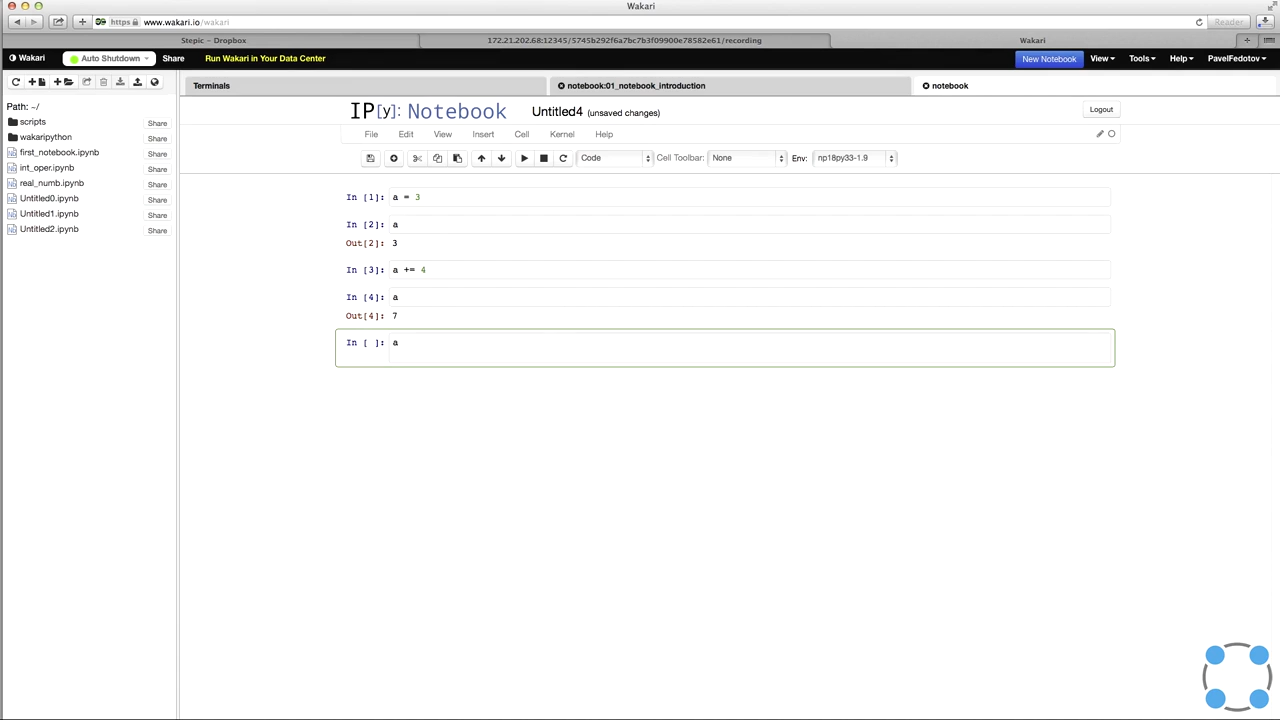 Wakari
https www.wakari.io/wakari
Reader
Stepic - Dropbox
172.21.202.68:12345/5745b292f6a7bc7b3f09900e78582e61/recording
Wakari
Wakari
Auto Shutdown
Share
Run Wakari in Your Data Center
New Notebook
View
Tools
Help
PavelFedotov
Path: ~/
scripts Share
wakaripython Share
first_notebook.ipynb Share
int_oper.ipynb Share
real_numb.ipynb Share
Untitled0.ipynb Share
Untitled1.ipynb Share
Untitled2.ipynb Share
Terminals
notebook:01_notebook_introduction
notebook
IP[y]: Notebook
Untitled4 (unsaved changes)
Logout
File Edit View Insert Cell Kernel Help
Code Cell Toolbar: None Env: np18py33-1.9
In [1]: a = 3
In [2]: a
Out[2]: 3
In [3]: a += 4
In [4]: a
Out[4]: 7
In [ ]: a